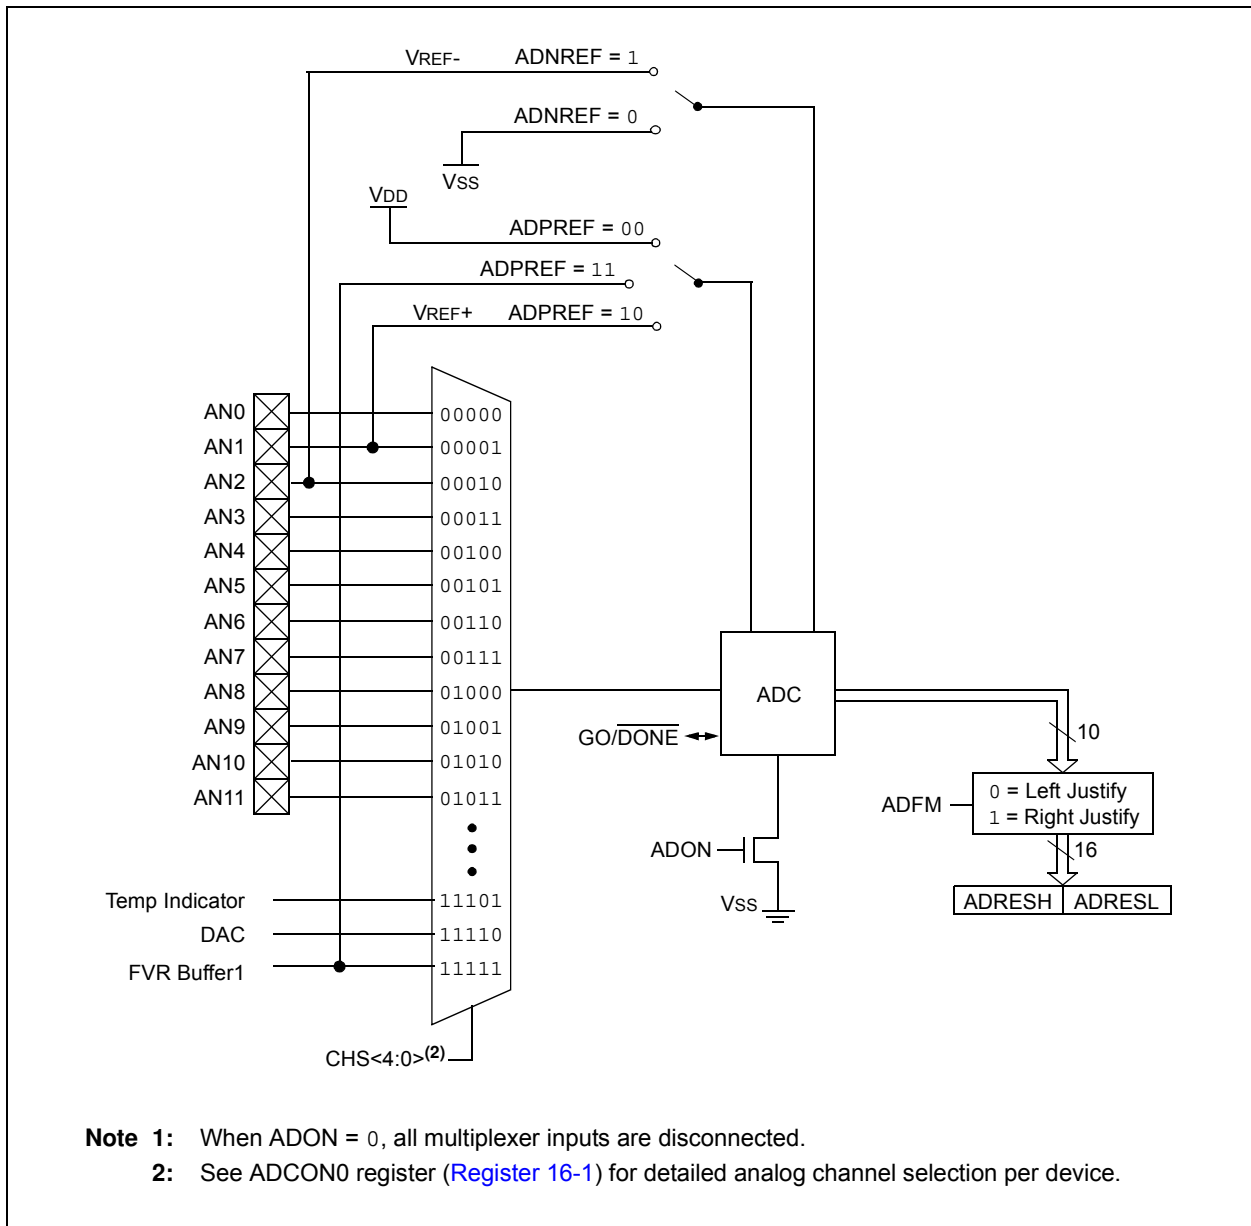 VREF- ADNREF = 1
ADNREF = 0
VSS
VDD
ADPREF = 00
ADPREF = 11
VREF+ ADPREF = 10
AN0 00000
AN1 00001
AN2 00010
AN3 00011
AN4 00100
AN5 00101
AN6 00110
AN7 00111
AN8 01000
AN9 01001
AN10 01010
AN11 01011
Temp Indicator 11101
DAC 11110
FVR Buffer1 11111
CHS<4:0>(2)
ADC
GO/DONE
ADON
VSS
10
ADFM
0 = Left Justify
1 = Right Justify
16
ADRESH ADRESL
Note 1: When ADON = 0, all multiplexer inputs are disconnected.
2: See ADCON0 register (Register 16-1) for detailed analog channel selection per device.